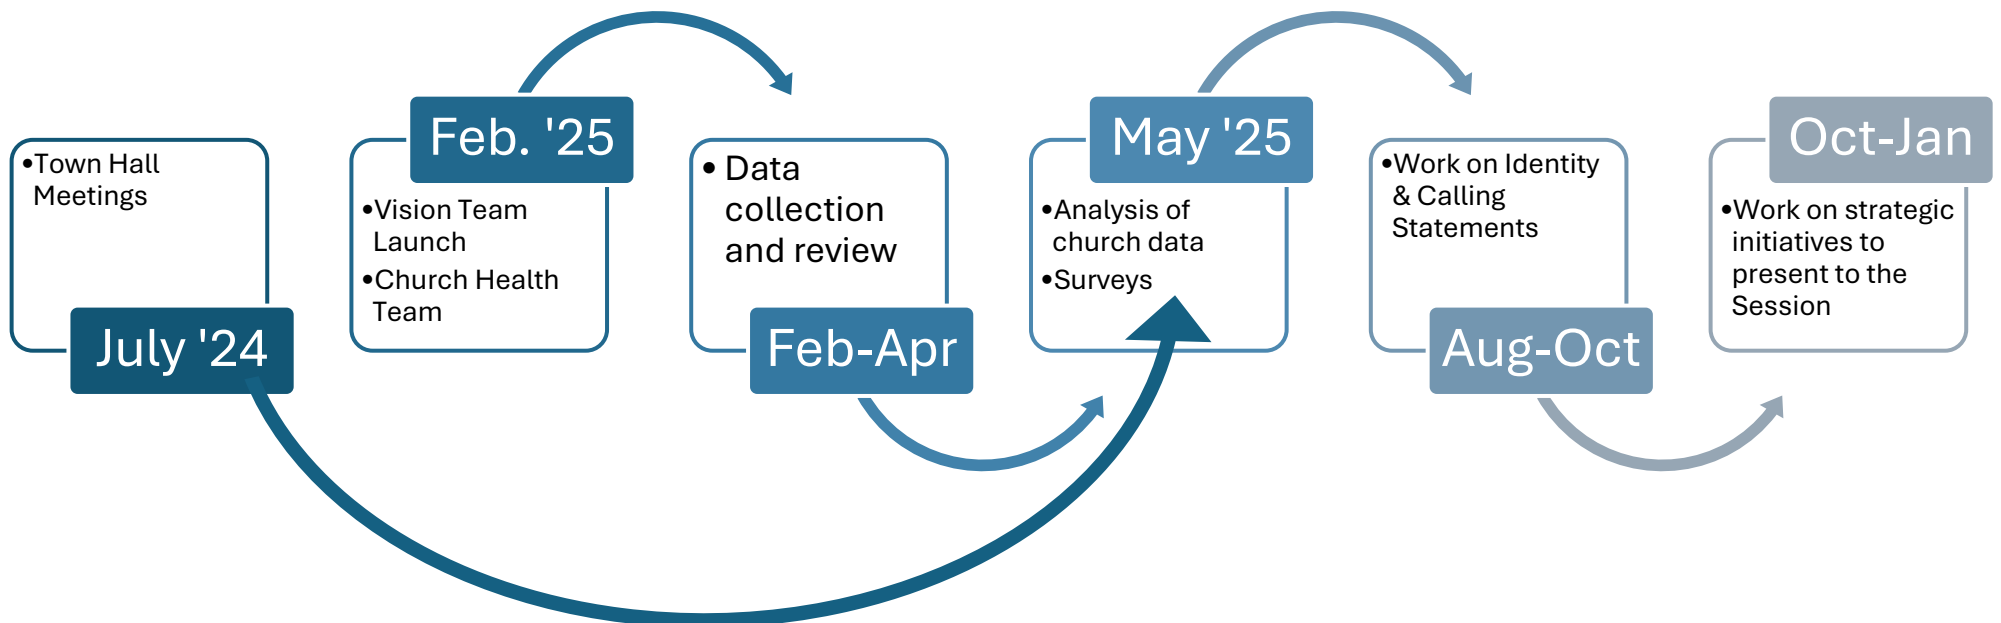 •Town Hall
Meetings
July '24
Feb. '25
•Vision Team
Launch
•Church Health
Team
• Data
collection
and review
Feb-Apr
May '25
•Analysis of
church data
•Surveys
•Work on Identity
& Calling
Statements
Aug-Oct
Oct-Jan
•Work on strategic
initiatives to
present to the
Session